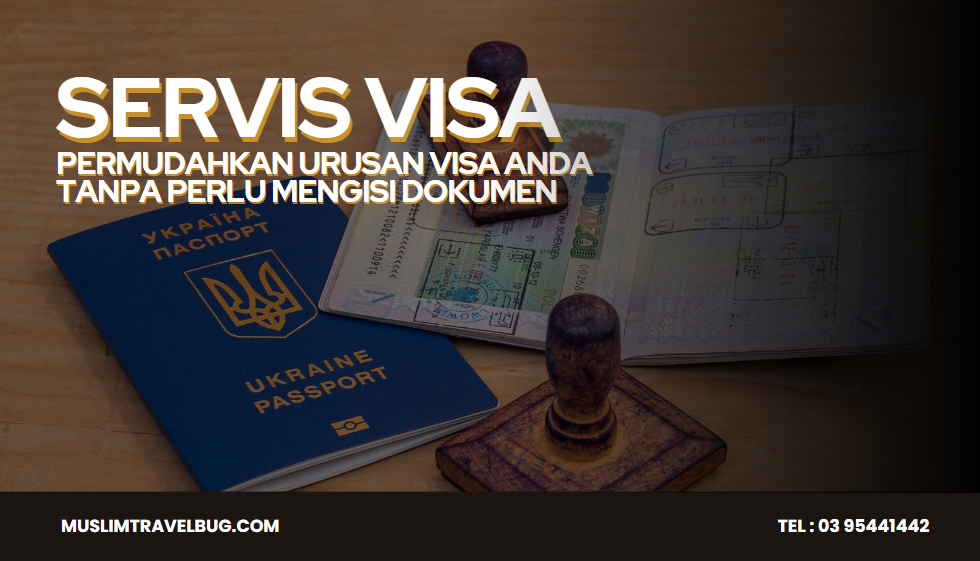 SERVIS VISA
PERMUDAHKAN URUSAN VISA ANDA
TANPA PERLU MENGISI DOKUMEN
УКРАЇНА
ПАСПОРТ
UKRAINE
PASSPORT
MUSLIMTRAVELBUG.COM
TEL : 03 95441442